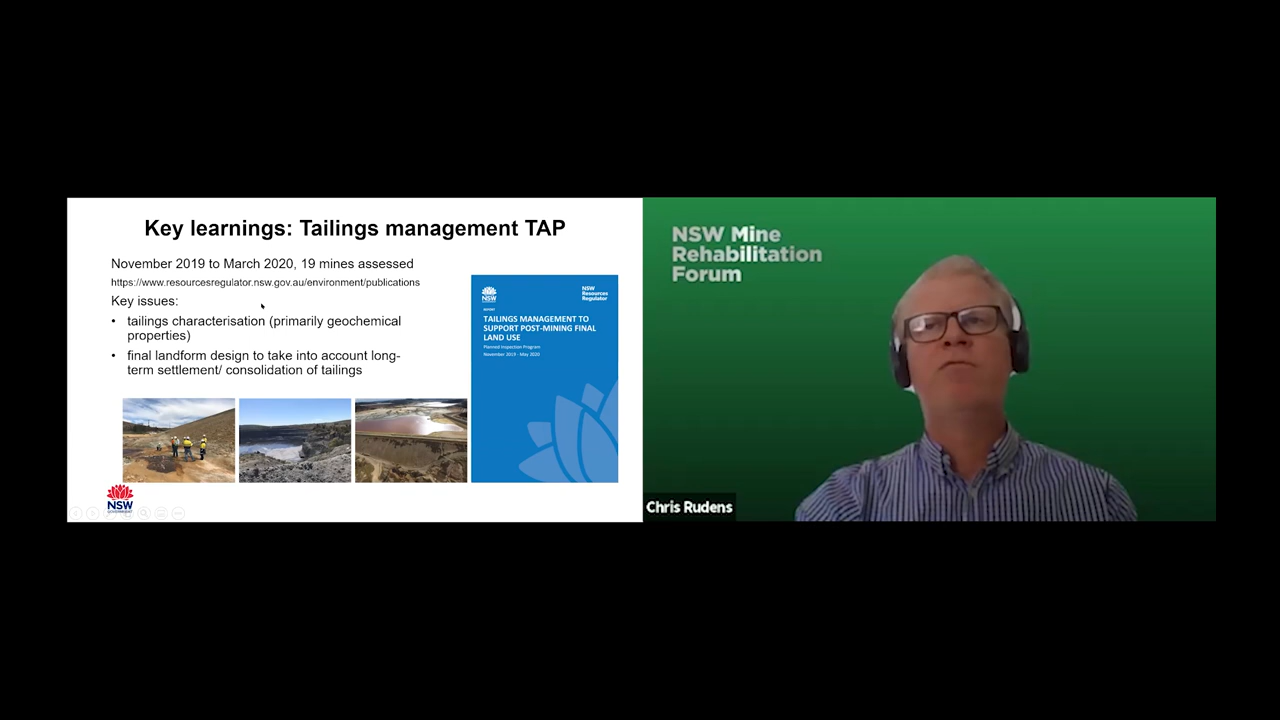 Key learnings: Tailings management TAP
November 2019 to March 2020, 19 mines assessed
https://www.resourcesregulator.nsw.gov.au/environment/publications
Key issues:
• tailings characterisation (primarily geochemical
properties)
• final landform design to take into account long-
term settlement/ consolidation of tailings
NSW
Resources
Regulator
REPORT
TAILINGS MANAGEMENT TO
SUPPORT POST-MINING FINAL
LAND USE
Planned Inspection Program
November 2019 - May 2020
NSW
GOVERNMENT
NSW Mine
Rehabilitation
Forum
Chris Rudens